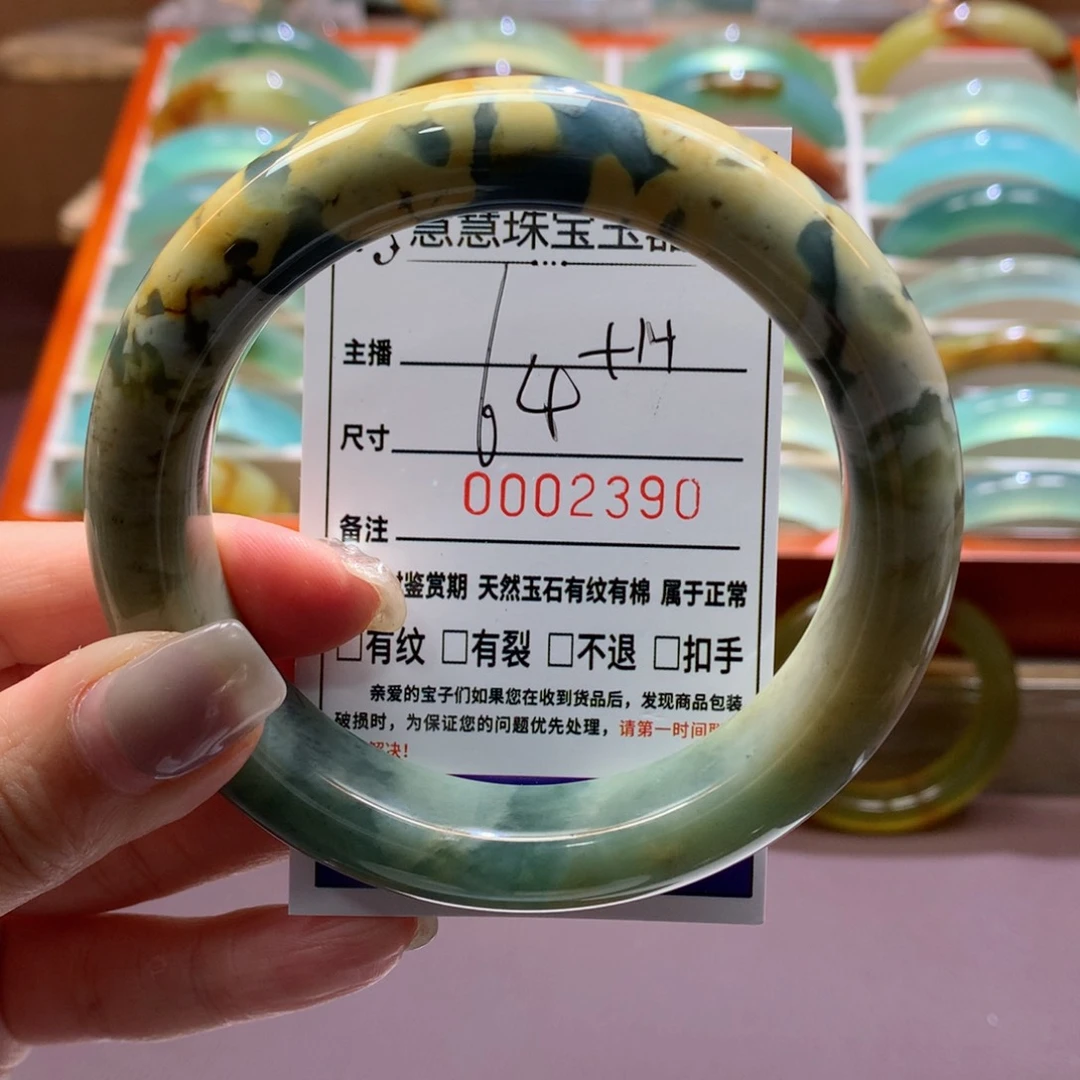 慧慧珠宝玉器
主播
64+14
尺寸
0002390
备注
时鉴赏期 天然玉石有纹有棉 属于正常
□有纹 □有裂 □不退 □扣手
亲爱的宝子们如果您在收到货品后，发现商品包装
破损时，为保证您的问题优先处理，请第一时间联
解决！